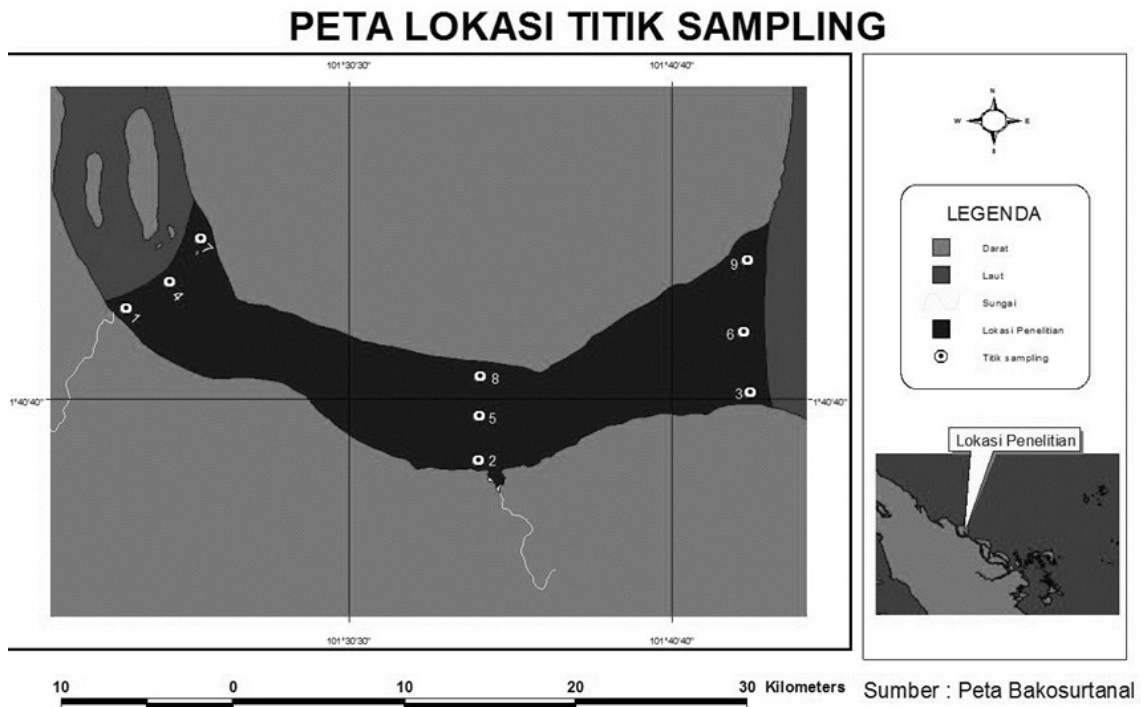 PETA LOKASI TITIK SAMPLING
101°30'30" 101°40'40"
7
9
4
1
6
8
3
1°40'40" 1°40'40"
5
2
101°30'30" 101°40'40"
N
W E
S
LEGENDA
Darat
Laut
Sungai
Lokasi Penelitian
Titik sampling
Lokasi Penelitian
10 0 10 20 30 Kilometers
Sumber : Peta Bakosurtanal